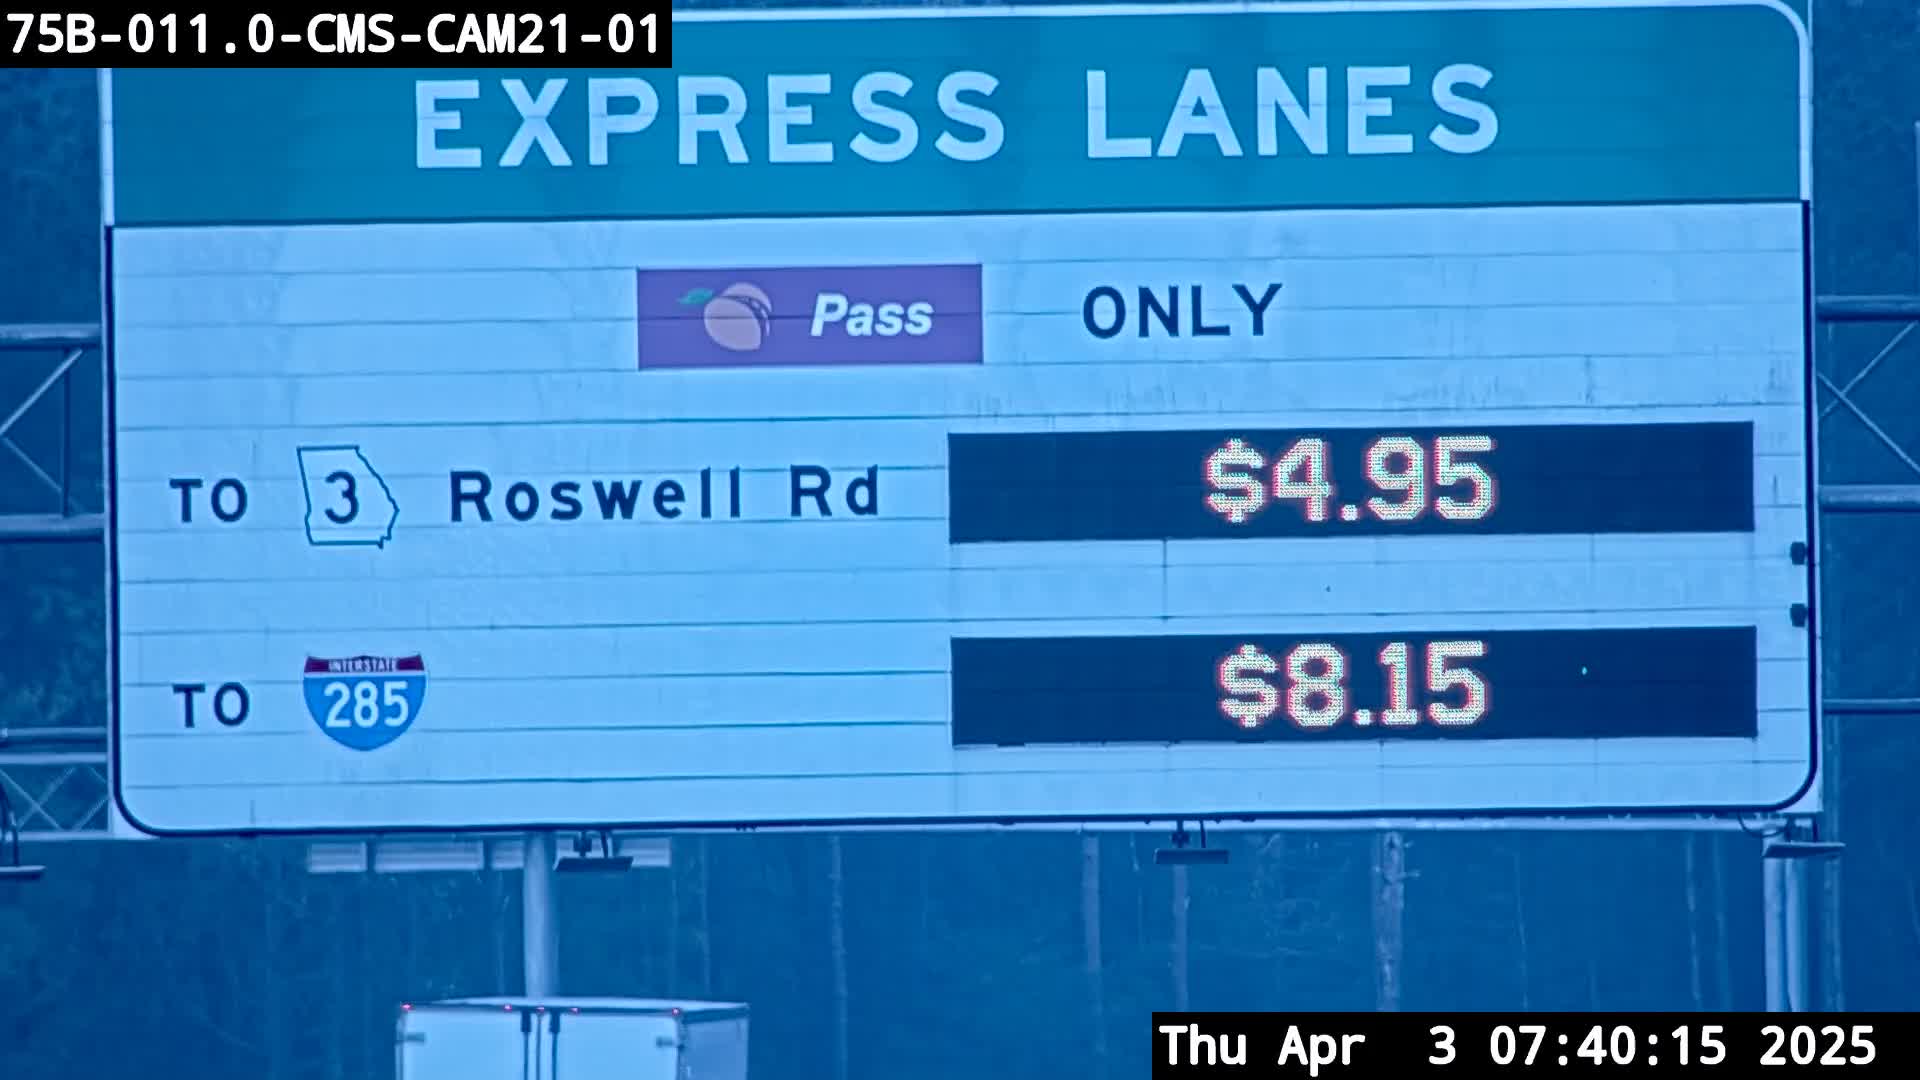 75B-011.0-CMS-CAM21-01
EXPRESS LANES
Pass ONLY
TO 3 Roswell Rd $4.95
TO INTERSTATE 285 $8.15
Thu Apr 3 07:40:15 2025